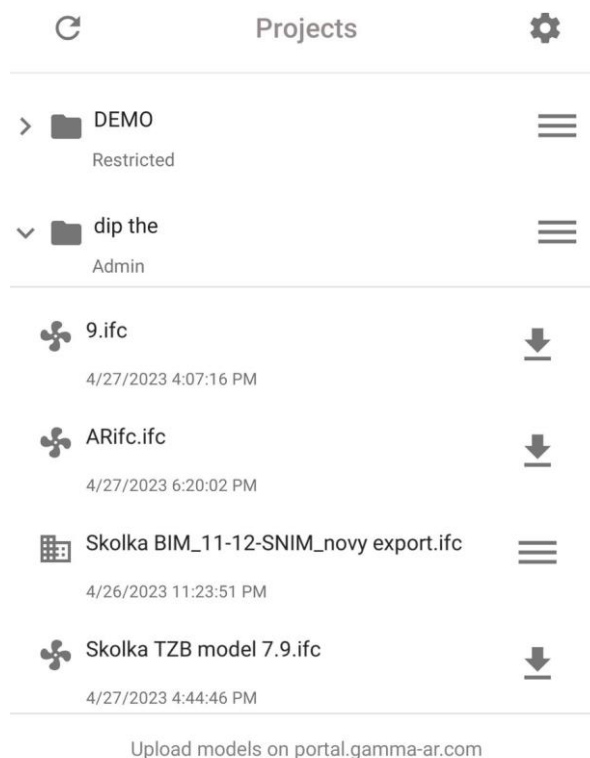 Projects
DEMO
Restricted
dip the
Admin
9.ifc
4/27/2023 4:07:16 PM
ARifc.ifc
4/27/2023 6:20:02 PM
Skolka BIM_11-12-SNIM_novy export.ifc
4/26/2023 11:23:51 PM
Skolka TZB model 7.9.ifc
4/27/2023 4:44:46 PM
Upload models on portal.gamma-ar.com